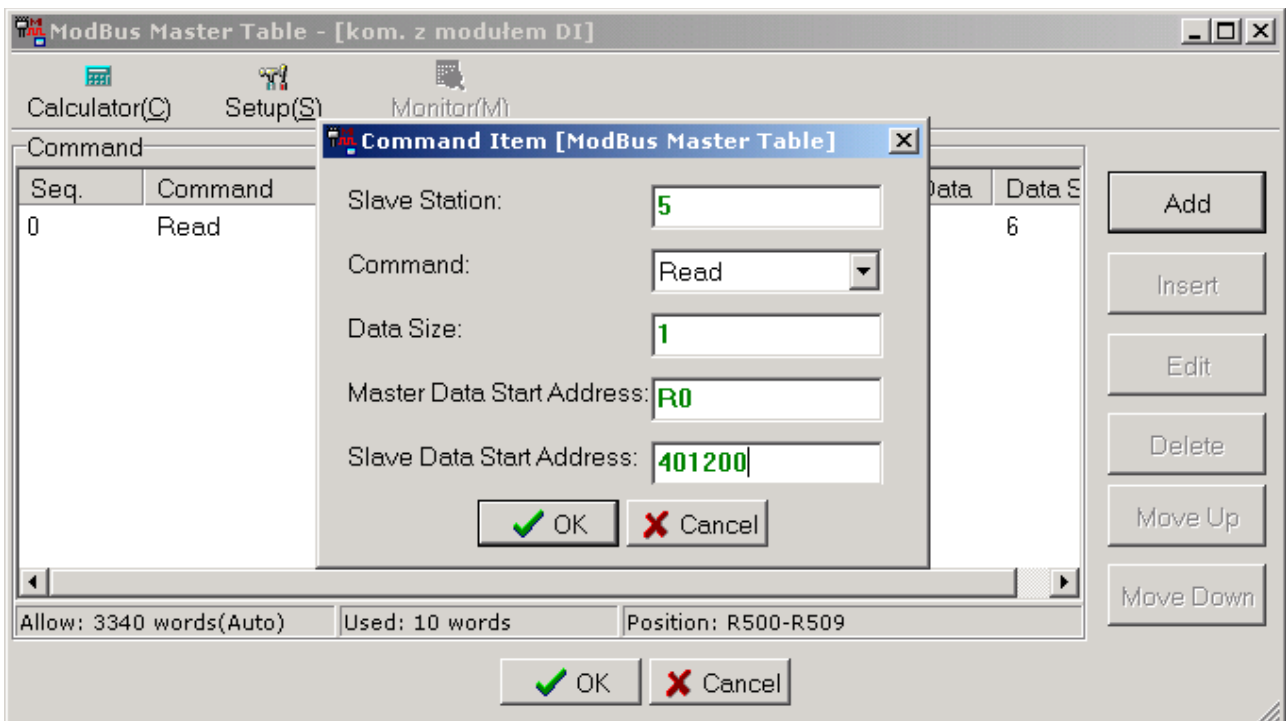 ModBus Master Table - [kom. z modułem DI]
Calculator(C) Setup(S) Monitor(M)
Command
Command Item [ModBus Master Table]
Seq. Command Data Data S
0 Read 6
Slave Station: 5
Command: Read
Data Size: 1
Master Data Start Address: R0
Slave Data Start Address: 401200
OK Cancel
Add
Insert
Edit
Delete
Move Up
Move Down
Allow: 3340 words(Auto) Used: 10 words Position: R500-R509
OK Cancel